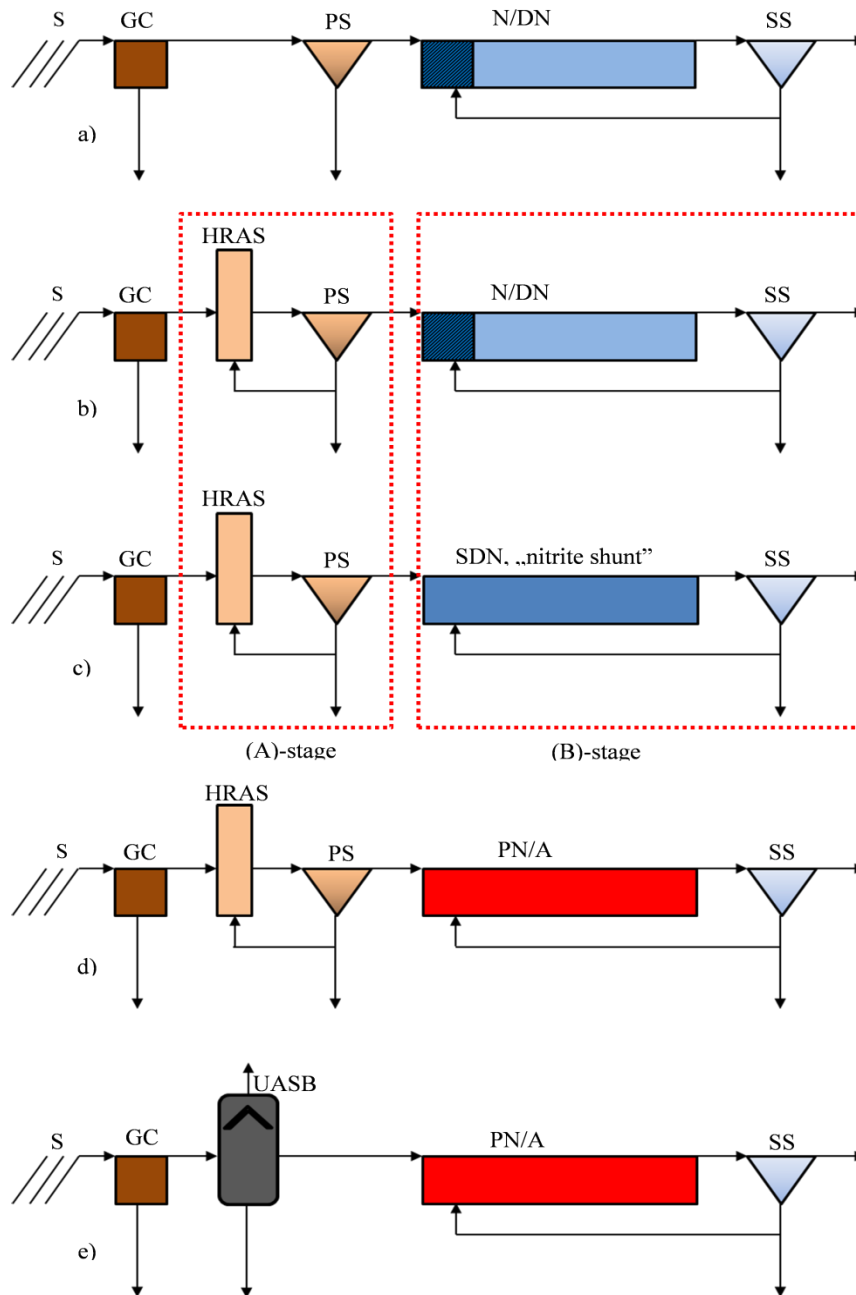 S GC PS N/DN SS
a)
HRAS
S GC PS N/DN SS
b)
HRAS
S GC PS SDN, „nitrite shunt” SS
c)
(A)-stage (B)-stage
HRAS
S GC PS PN/A SS
d)
UASB
S GC PN/A SS
e)